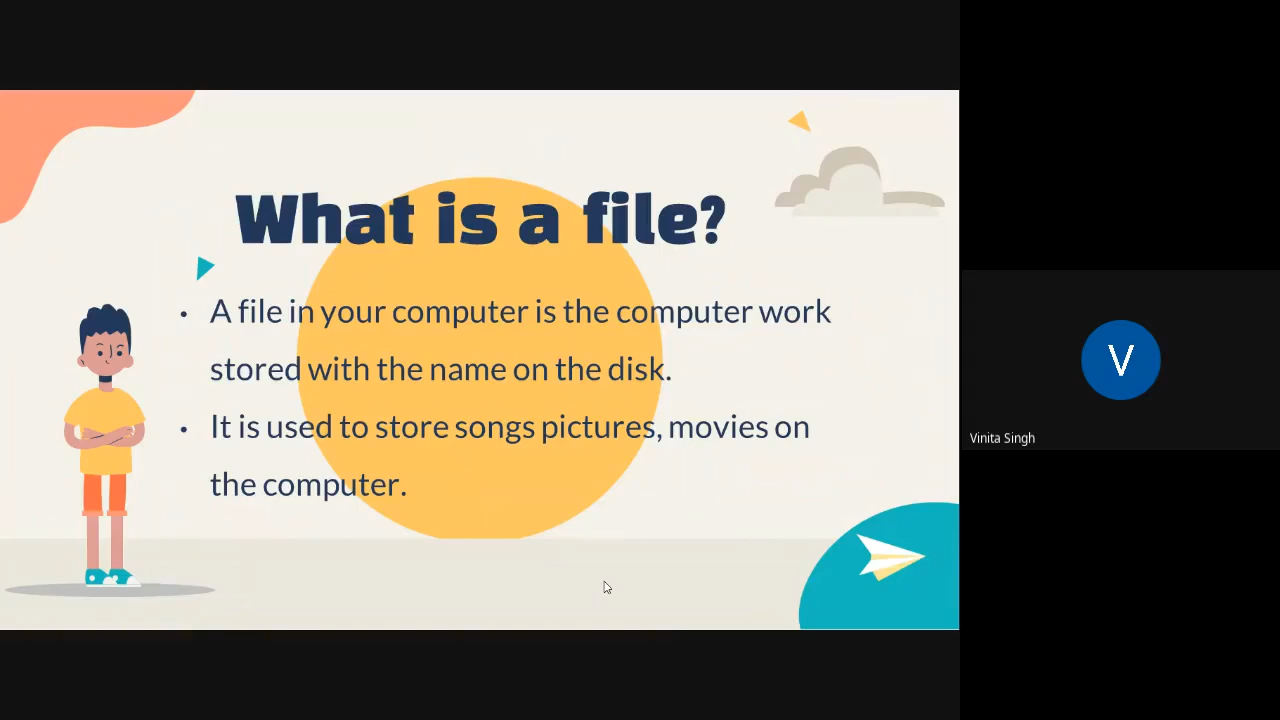 What is a file?
• A file in your computer is the computer work
stored with the name on the disk.
• It is used to store songs pictures, movies on
the computer.
V
Vinita Singh